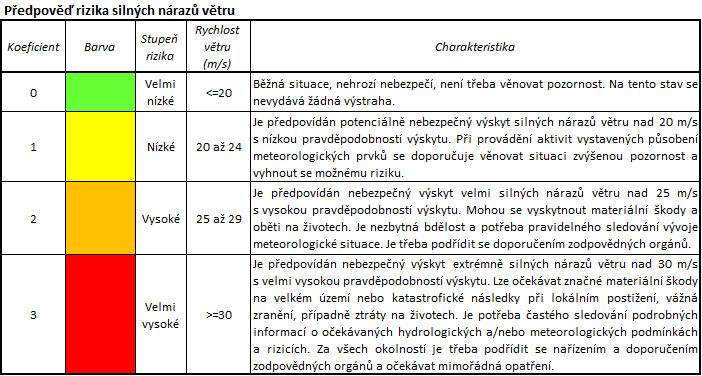 Předpověď rizika silných nárazů větru
Koeficient Barva Stupeň rizika Rychlost větru (m/s) Charakteristika
0 Velmi nízké <=20
Běžná situace, nehrozí nebezpečí, není třeba věnovat pozornost. Na tento stav se
nevydává žádná výstraha.
1 Nízké 20 až 24
Je předpovídán potenciálně nebezpečný výskyt silných nárazů větru nad 20 m/s
s nízkou pravděpodobností výskytu. Při provádění aktivit vystavených působení
meteorologických prvků se doporučuje věnovat situaci zvýšenou pozornost a
vyhnout se možnému riziku.
2 Vysoké 25 až 29
Je předpovídán nebezpečný výskyt velmi silných nárazů větru nad 25 m/s
s vysokou pravděpodobností výskytu. Mohou se vyskytnout materiální škody a
oběti na životech. Je nezbytná bdělost a potřeba pravidelného sledování vývoje
meteorologické situace. Je třeba podřídit se doporučením zodpovědných orgánů.
3 Velmi vysoké >=30
Je předpovídán nebezpečný výskyt extrémně silných nárazů větru nad 30 m/s
s velmi vysokou pravděpodobností výskytu. Lze očekávat značné materiální škody
na velkém území nebo katastrofické následky při lokálním postižení, vážná
zranění, případně ztráty na životech. Je potřeba častého sledování podrobných
informací o očekávaných hydrologických a/nebo meteorologických podmínkách
a rizicích. Za všech okolností je třeba podřídit se nařízením a doporučením
zodpovědných orgánů a očekávat mimořádná opatření.